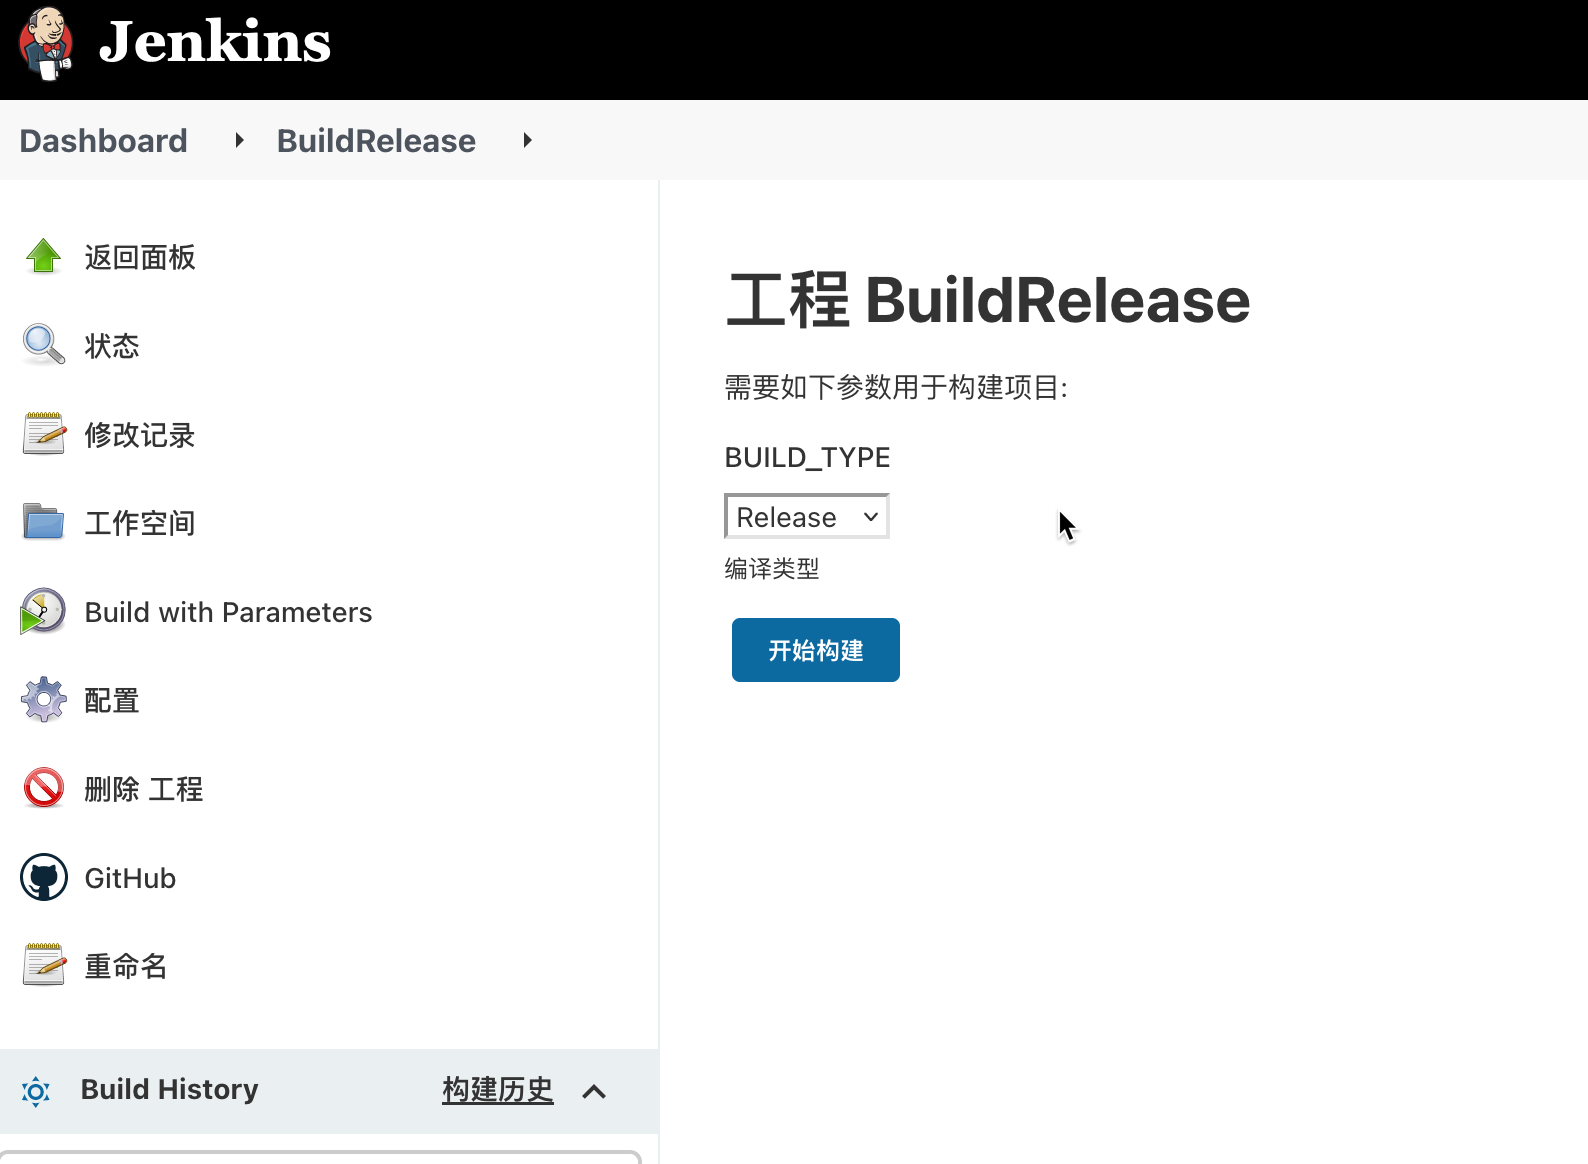 Jenkins
Dashboard
BuildRelease
返回面板
状态
修改记录
工作空间
Build with Parameters
配置
删除 工程
GitHub
重命名
Build History
构建历史
工程 BuildRelease
需要如下参数用于构建项目:
BUILD_TYPE
Release
编译类型
开始构建